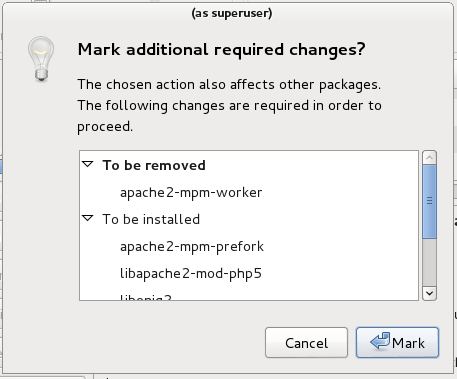 (as superuser)
Mark additional required changes?
The chosen action also affects other packages.
The following changes are required in order to
proceed.
To be removed
apache2-mpm-worker
To be installed
apache2-mpm-prefork
libapache2-mod-php5
Cancel
Mark